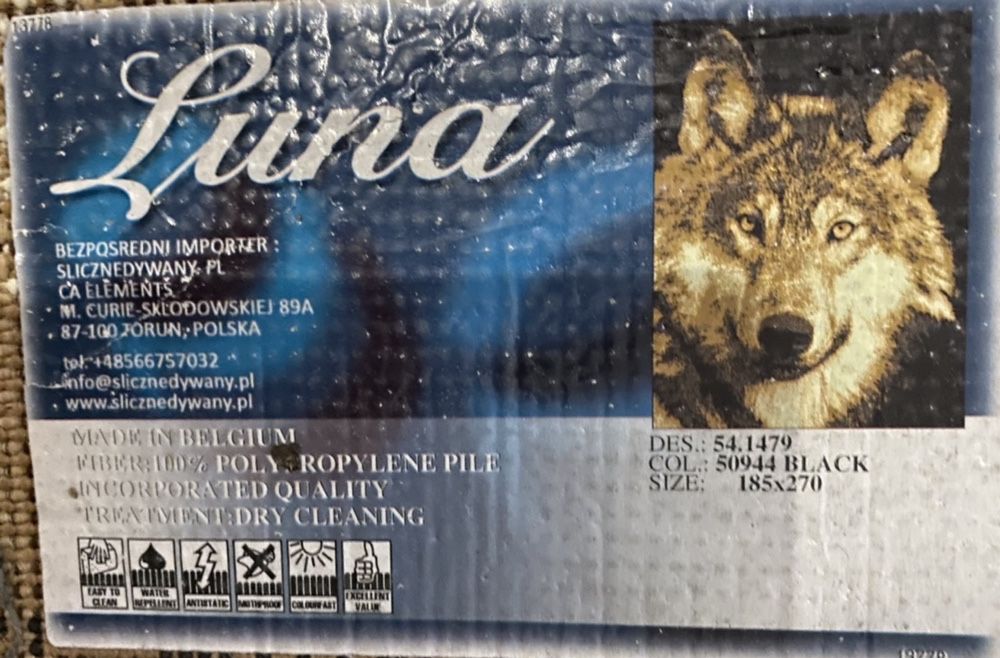 13778
Luna
BEZPOSREDNI IMPORTER :
SLICZNEDYWANY. PL
CA ELEMENTS
M. CURIE-SKLODOWSKIEJ 89A
87-100 TORUN, POLSKA
tel. +48566757032
info@slicznedywany.pl
www.slicznedywany.pl
MADE IN BELGIUM
FIBER:100% POLYPROPYLENE PILE
INCORPORATED QUALITY
TREATMENT:DRY CLEANING
EASY TO CLEAN
WATER REPELLENT
ANTISTATIC
MOTHPROOF
COLOURFAST
EXCELLENT VALUE
DES.: 54.1479
COL.: 50944 BLACK
SIZE: 185x270